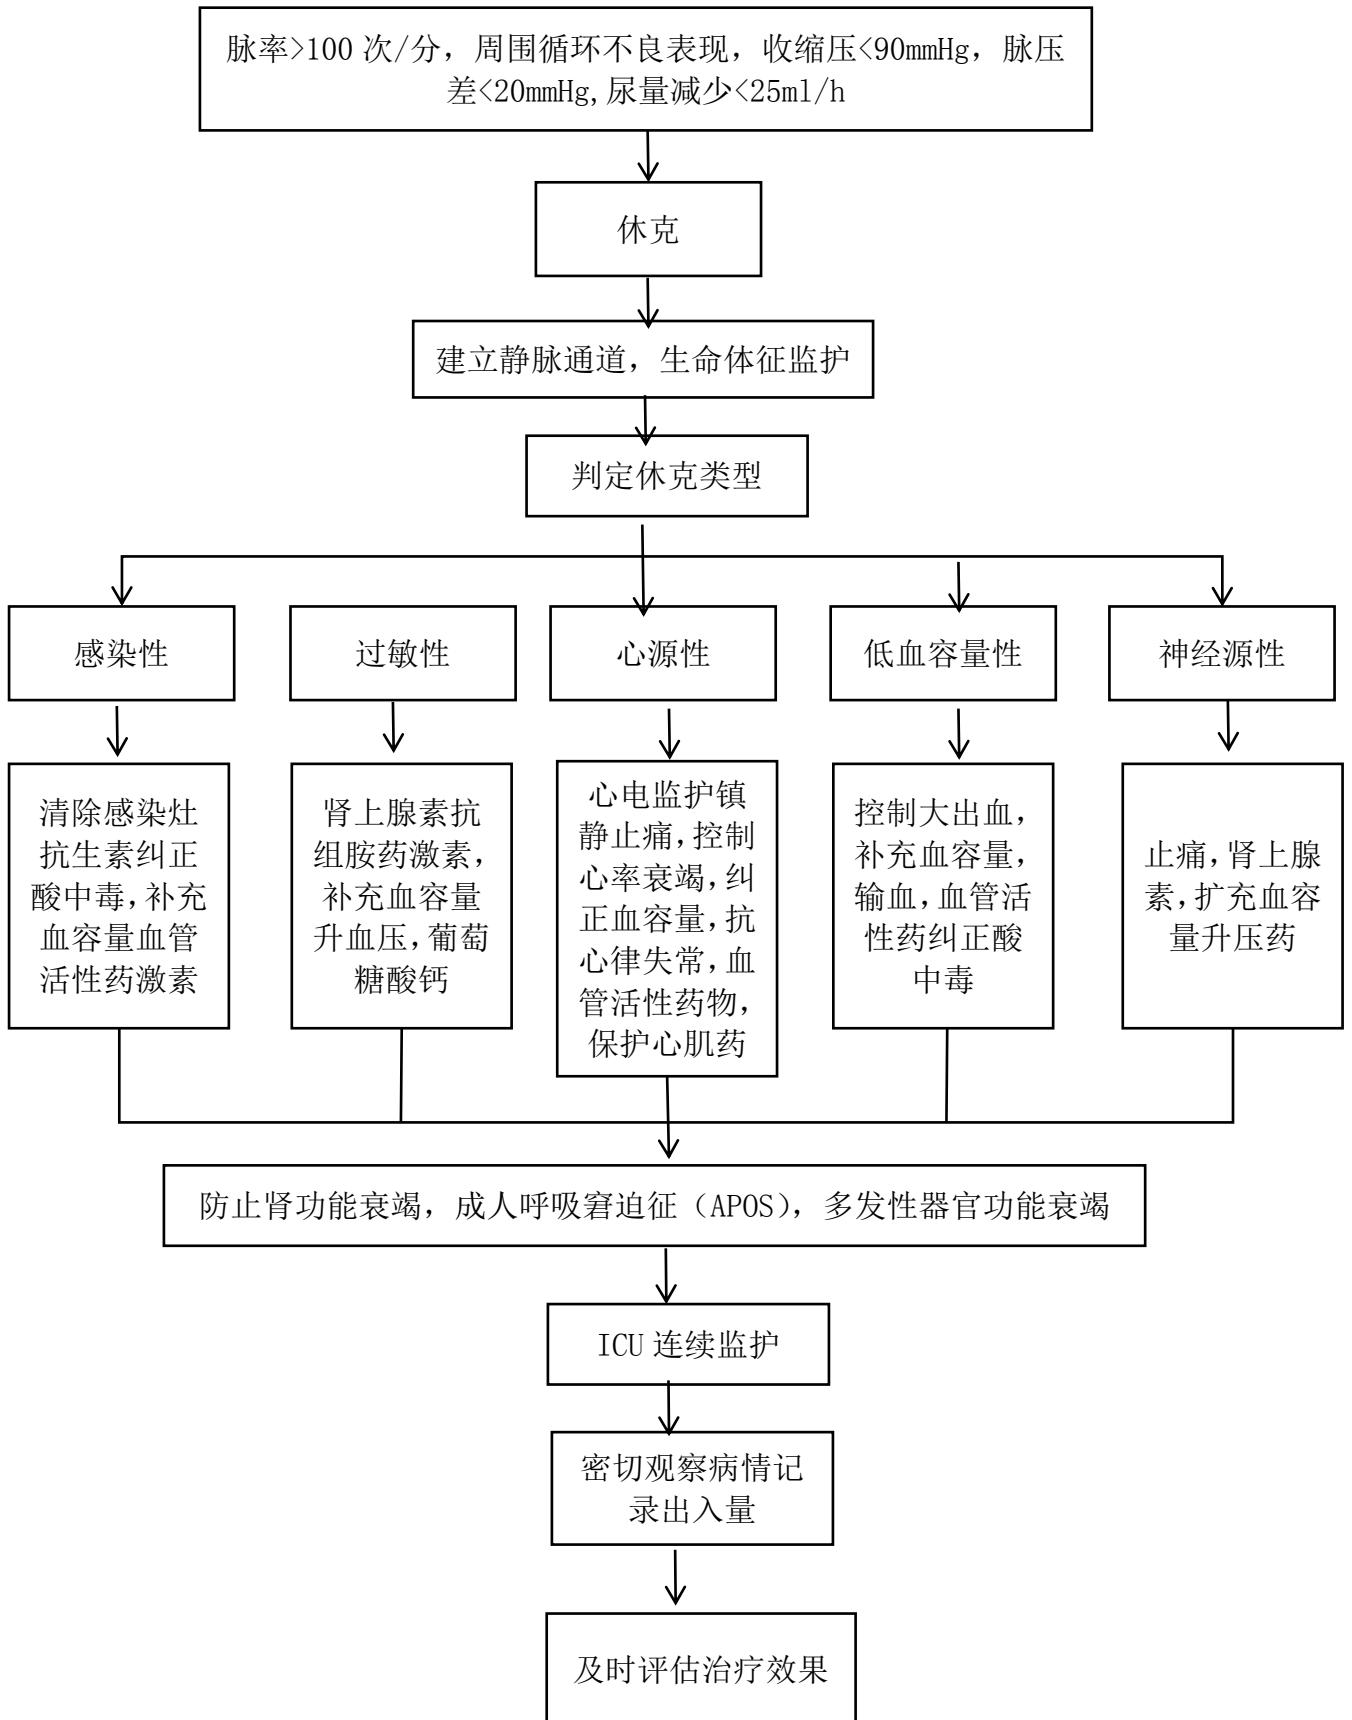 脉率>100 次/分，周围循环不良表现，收缩压<90mmHg，脉压
差<20mmHg,尿量减少<25ml/h
休克
建立静脉通道，生命体征监护
判定休克类型
感染性
过敏性
心源性
低血容量性
神经源性
清除感染灶
抗生素纠正
酸中毒，补充
血容量血管
活性药激素
肾上腺素抗
组胺药激素，
补充血容量
升血压，葡萄
糖酸钙
心电监护镇
静止痛，控制
心率衰竭，纠
正血容量，抗
心律失常，血
管活性药物，
保护心肌药
控制大出血，
补充血容量，
输血，血管活
性药纠正酸
中毒
止痛，肾上腺
素，扩充血容
量升压药
防止肾功能衰竭，成人呼吸窘迫征（APOS），多发性器官功能衰竭
ICU 连续监护
密切观察病情记
录出入量
及时评估治疗效果